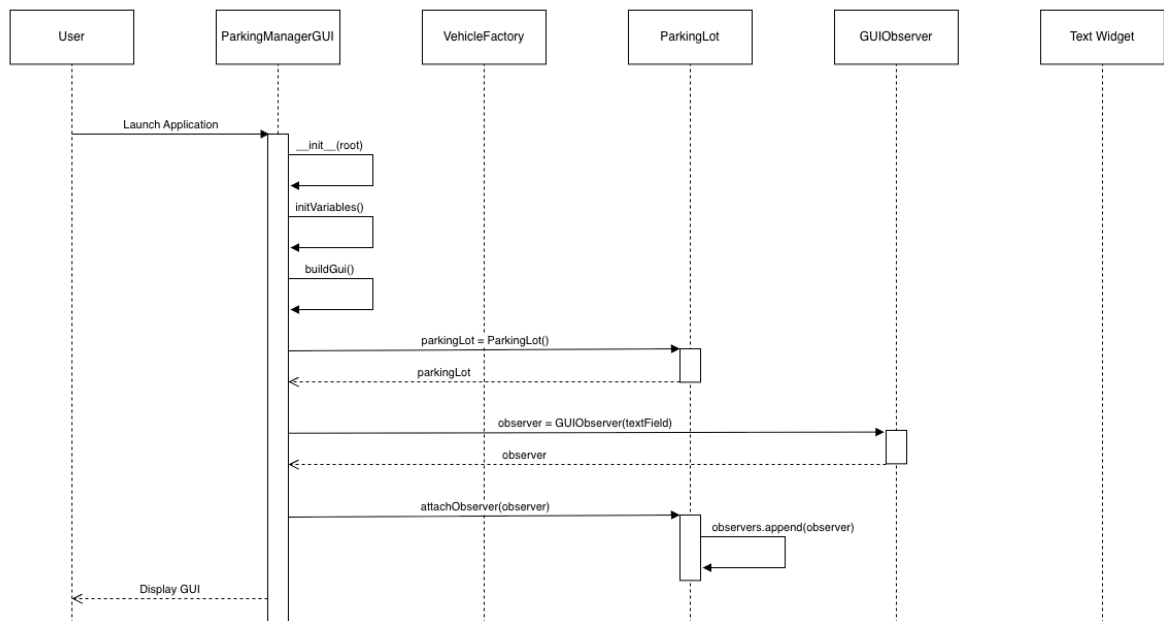 User
ParkingManagerGUI
VehicleFactory
ParkingLot
GUIObserver
Text Widget
Launch Application
__init__(root)
initVariables()
buildGui()
parkingLot = ParkingLot()
parkingLot
observer = GUIObserver(textField)
observer
attachObserver(observer)
observers.append(observer)
Display GUI